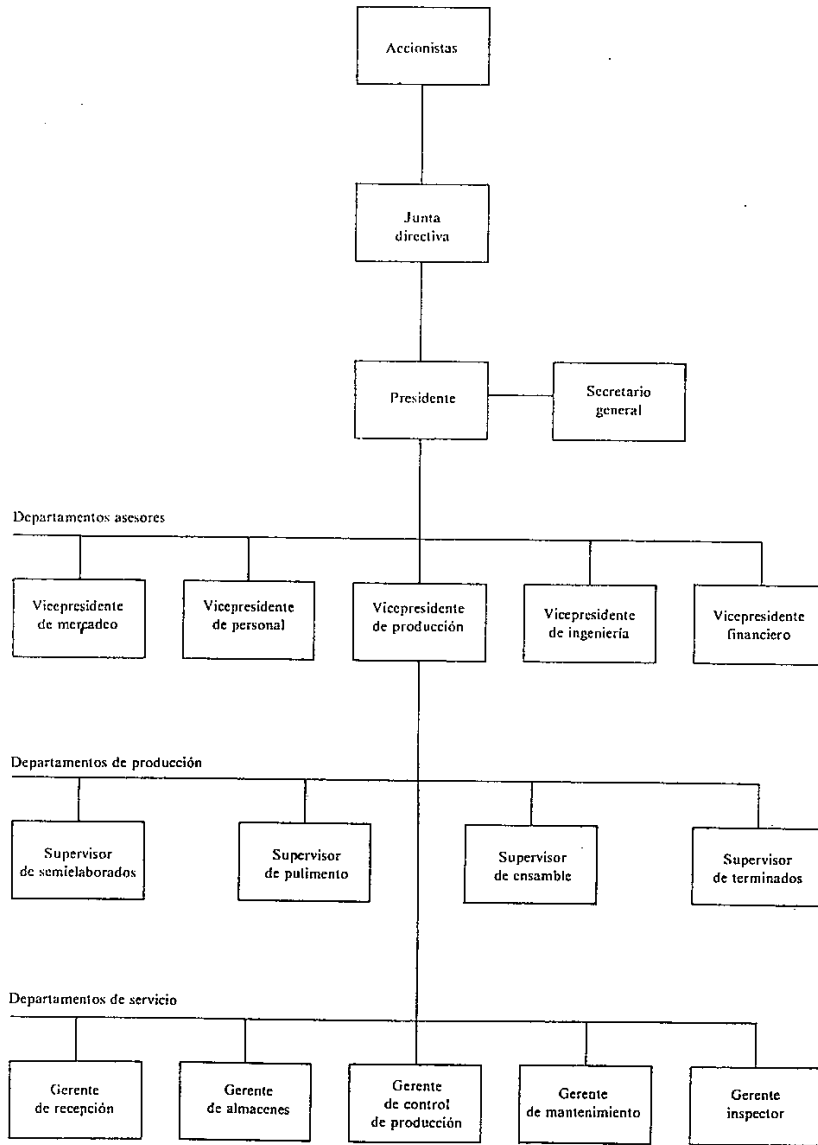 Accionistas
Junta
directiva
Presidente
Secretario
general
Departamentos asesores
Vicepresidente
de mercadeo
Vicepresidente
de personal
Vicepresidente
de producción
Vicepresidente
de ingeniería
Vicepresidente
financiero
Departamentos de producción
Supervisor
de semielaborados
Supervisor
de pulimento
Supervisor
de ensamble
Supervisor
de terminados
Departamentos de servicio
Gerente
de recepción
Gerente
de almacenes
Gerente
de control
de producción
Gerente
de mantenimiento
Gerente
inspector